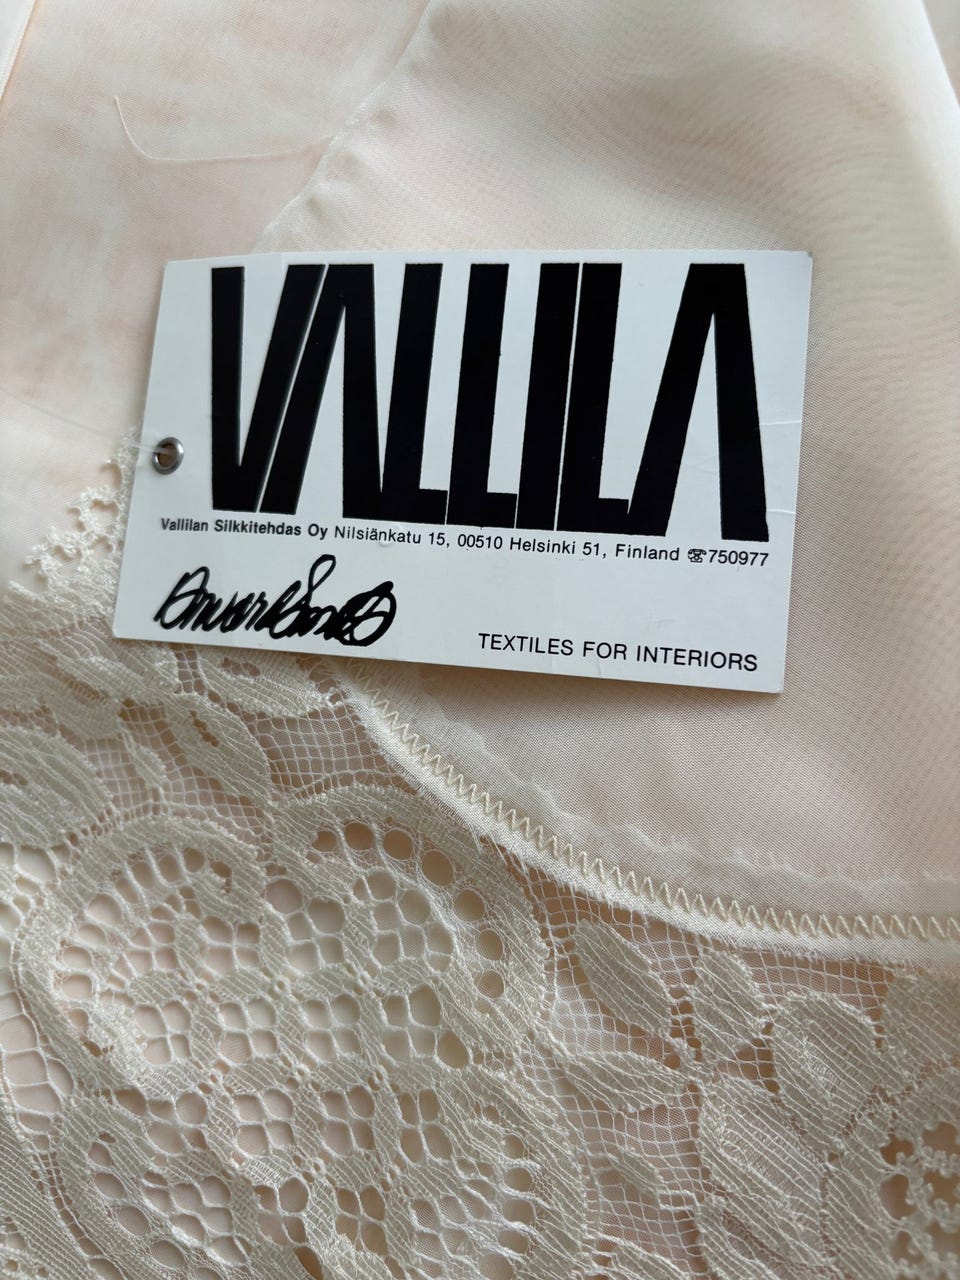 VALLILA
Vallilan Silkkitehdas Oy Nilsiänkatu 15, 00510 Helsinki 51, Finland ☎750977
TEXTILES FOR INTERIORS